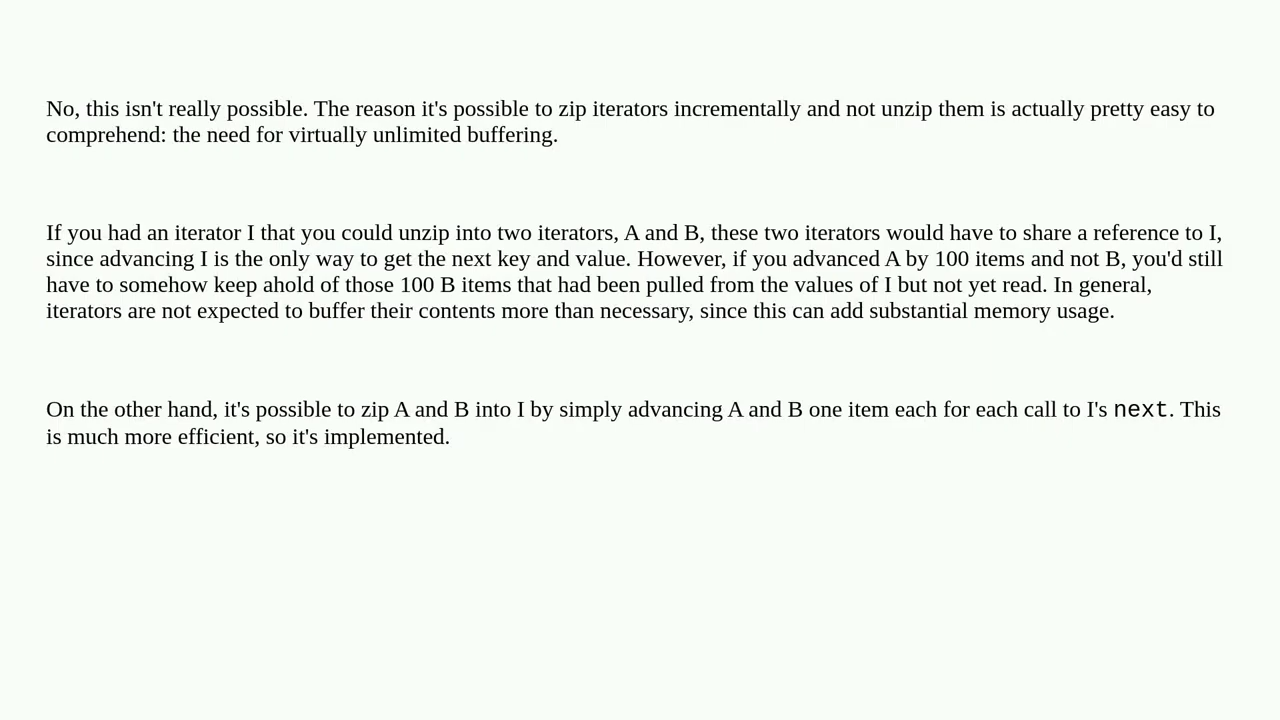 No, this isn't really possible. The reason it's possible to zip iterators incrementally and not unzip them is actually pretty easy to
comprehend: the need for virtually unlimited buffering.
If you had an iterator I that you could unzip into two iterators, A and B, these two iterators would have to share a reference to I,
since advancing I is the only way to get the next key and value. However, if you advanced A by 100 items and not B, you'd still
have to somehow keep ahold of those 100 B items that had been pulled from the values of I but not yet read. In general,
iterators are not expected to buffer their contents more than necessary, since this can add substantial memory usage.
On the other hand, it's possible to zip A and B into I by simply advancing A and B one item each for each call to I's next. This
is much more efficient, so it's implemented.